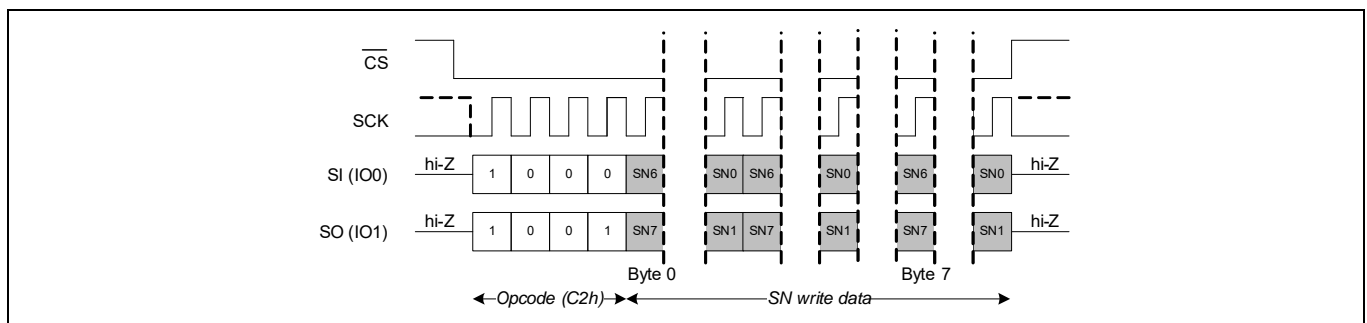 CS
SCK
SI (IO0) hi-Z 1 0 0 0 SN6 SN0 SN6 SN0 SN6 SN0 hi-Z
SO (IO1) hi-Z 1 0 0 1 SN7 SN1 SN7 SN1 SN7 SN1 hi-Z
Byte 0 Byte 7
Opcode (C2h) SN write data